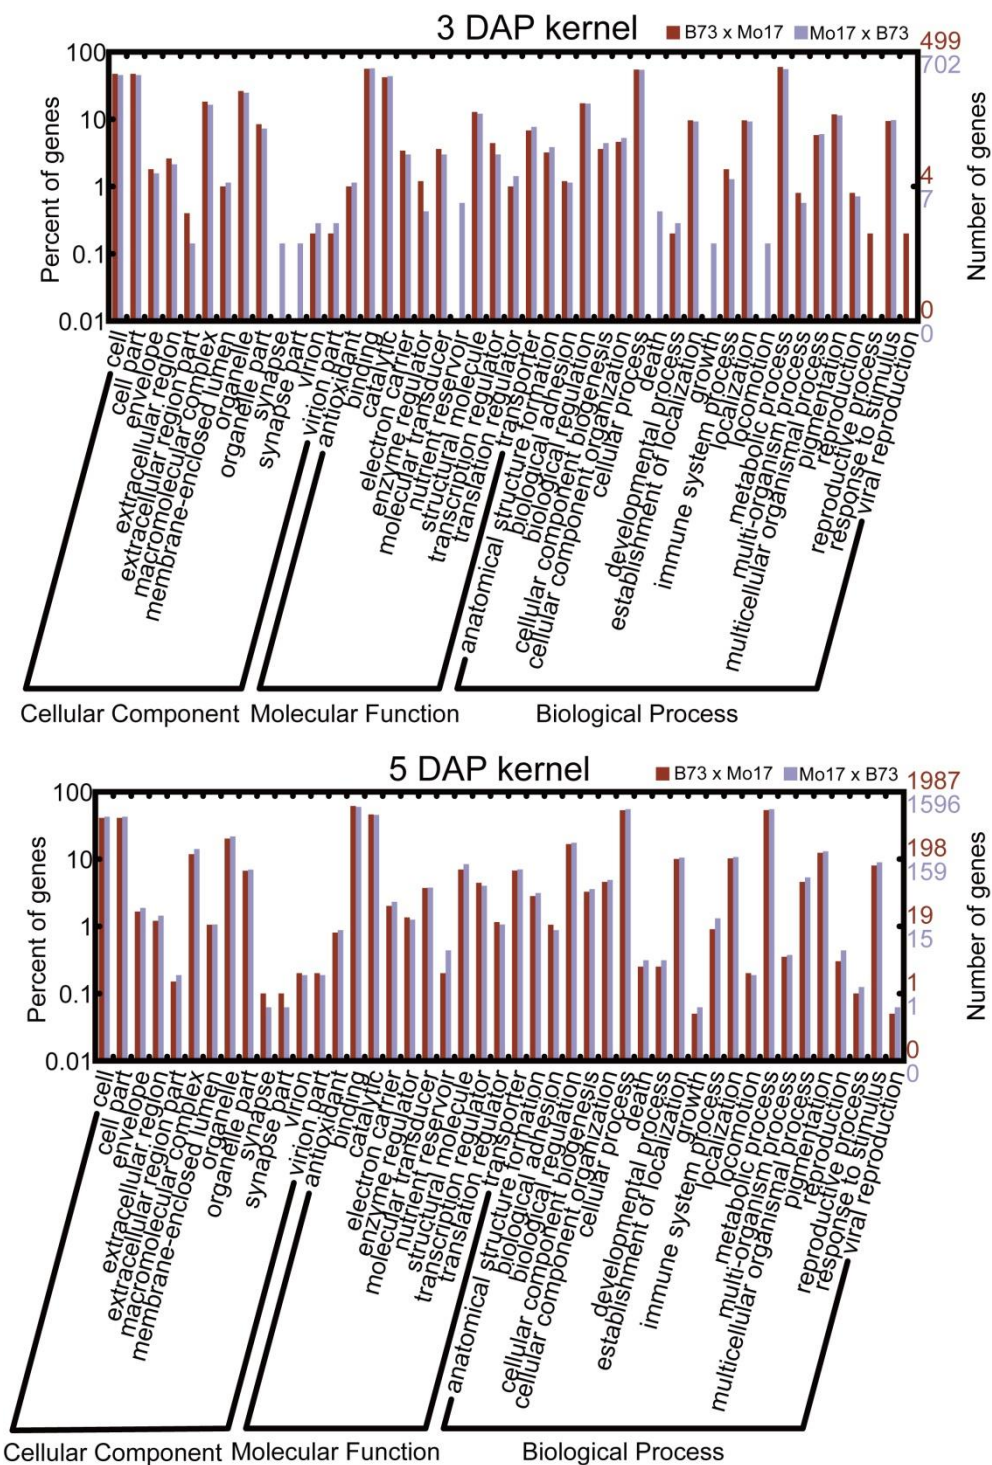 3 DAP kernel
B73 x Mo17
Mo17 x B73
Percent of genes
100
10
1
0.1
0.01
Number of genes
499
702
4
7
0
0
cell
cell part
envelope
extracellular region
extracellular region part
macromolecular complex
membrane-enclosed lumen
organelle
organelle part
synapse
synapse part
virion
virion part
antioxidant
binding
catalytic
electron carrier
enzyme regulator
molecular transducer
nutrient reservoir
structural molecule
transcription regulator
translation regulator
transporter
anatomical structure formation
biological adhesion
biological regulation
cellular component biogenesis
cellular component organization
cellular process
death
developmental process
establishment of localization
growth
immune system process
localization
locomotion
metabolic process
multi-organism process
multicellular organismal process
pigmentation
reproduction
reproductive process
response to stimulus
viral reproduction
Cellular Component
Molecular Function
Biological Process
5 DAP kernel
B73 x Mo17
Mo17 x B73
Percent of genes
100
10
1
0.1
0.01
Number of genes
1987
1596
198
159
19
15
1
1
0
0
cell
cell part
envelope
extracellular region
extracellular region part
macromolecular complex
membrane-enclosed lumen
organelle
organelle part
synapse
synapse part
virion
virion part
antioxidant
binding
catalytic
electron carrier
enzyme regulator
molecular transducer
nutrient reservoir
structural molecule
transcription regulator
translation regulator
transporter
anatomical structure formation
biological adhesion
biological regulation
cellular component biogenesis
cellular component organization
cellular process
death
developmental process
establishment of localization
growth
immune system process
localization
locomotion
metabolic process
multi-organism process
multicellular organismal process
pigmentation
reproduction
reproductive process
response to stimulus
viral reproduction
Cellular Component
Molecular Function
Biological Process